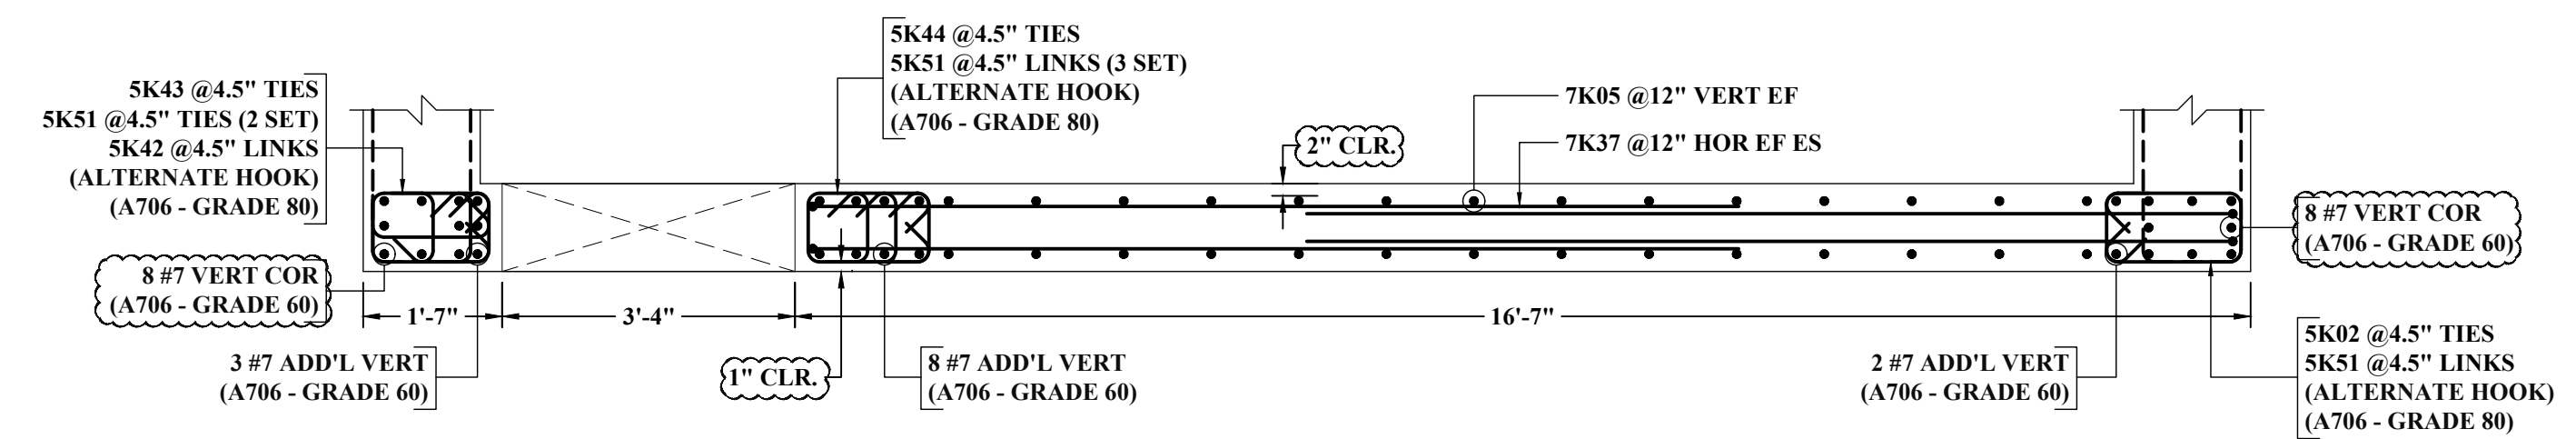 5K43 @4.5" TIES
5K51 @4.5" TIES (2 SET)
5K42 @4.5" LINKS
(ALTERNATE HOOK)
(A706 - GRADE 80)
5K44 @4.5" TIES
5K51 @4.5" LINKS (3 SET)
(ALTERNATE HOOK)
(A706 - GRADE 80)
2" CLR.
7K05 @12" VERT EF
7K37 @12" HOR EF ES
8 #7 VERT COR
(A706 - GRADE 60)
8 #7 VERT COR
(A706 - GRADE 60)
1'-7"
3'-4"
16'-7"
3 #7 ADD'L VERT
(A706 - GRADE 60)
1" CLR.
8 #7 ADD'L VERT
(A706 - GRADE 60)
2 #7 ADD'L VERT
(A706 - GRADE 60)
5K02 @4.5" TIES
5K51 @4.5" LINKS
(ALTERNATE HOOK)
(A706 - GRADE 80)